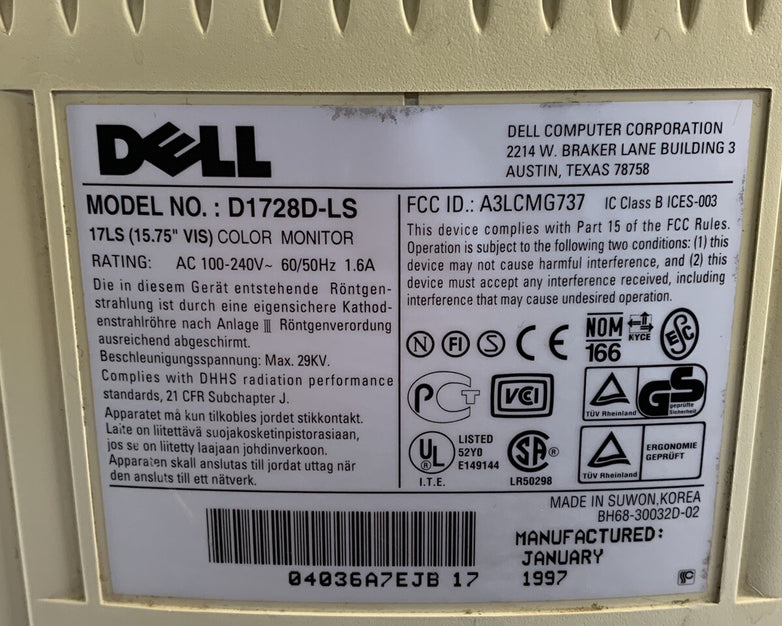 DELL
DELL COMPUTER CORPORATION
2214 W. BRAKER LANE BUILDING 3
AUSTIN, TEXAS 78758
MODEL NO. : D1728D-LS
17LS (15.75" VIS) COLOR MONITOR
RATING: AC 100-240V~ 60/50Hz 1.6A
Die in diesem Gerät entstehende Röntgen-
strahlung ist durch eine eigensichere Kathod-
enstrahlröhre nach Anlage Ⅲ Röntgenverordung
ausreichend abgeschirmt.
Beschleunigungsspannung: Max. 29KV.
Complies with DHHS radiation performance
standards, 21 CFR Subchapter J.
Apparatet må kun tilkobles jordet stikkontakt.
Laite on liitettävä suojakosketinpistorasiaan,
jos se on liitetty laajaan johdinverkoon.
Apparaten skall anslutas till jordat uttag när
den ansluts till ett nätverk.
FCC ID.: A3LCMG737 IC Class B ICES-003
This device complies with Part 15 of the FCC Rules.
Operation is subject to the following two conditions: (1) this
device may not cause harmful interference, and (2) this
device must accept any interference received, including
interference that may cause undesired operation.
N FI S CE NOM NYCE
166
PCT VCI TÜV Rheinland GS geprüfte
Sicherheit
UL ® LISTED
52Y0
E149144
I.T.E.
SA ®
LR50298
TÜV Rheinland
ERGONOMIE
GEPRÜFT
MADE IN SUWON,KOREA
BH68-30032D-02
MANUFACTURED:
JANUARY
1997
04036A7EJB 17